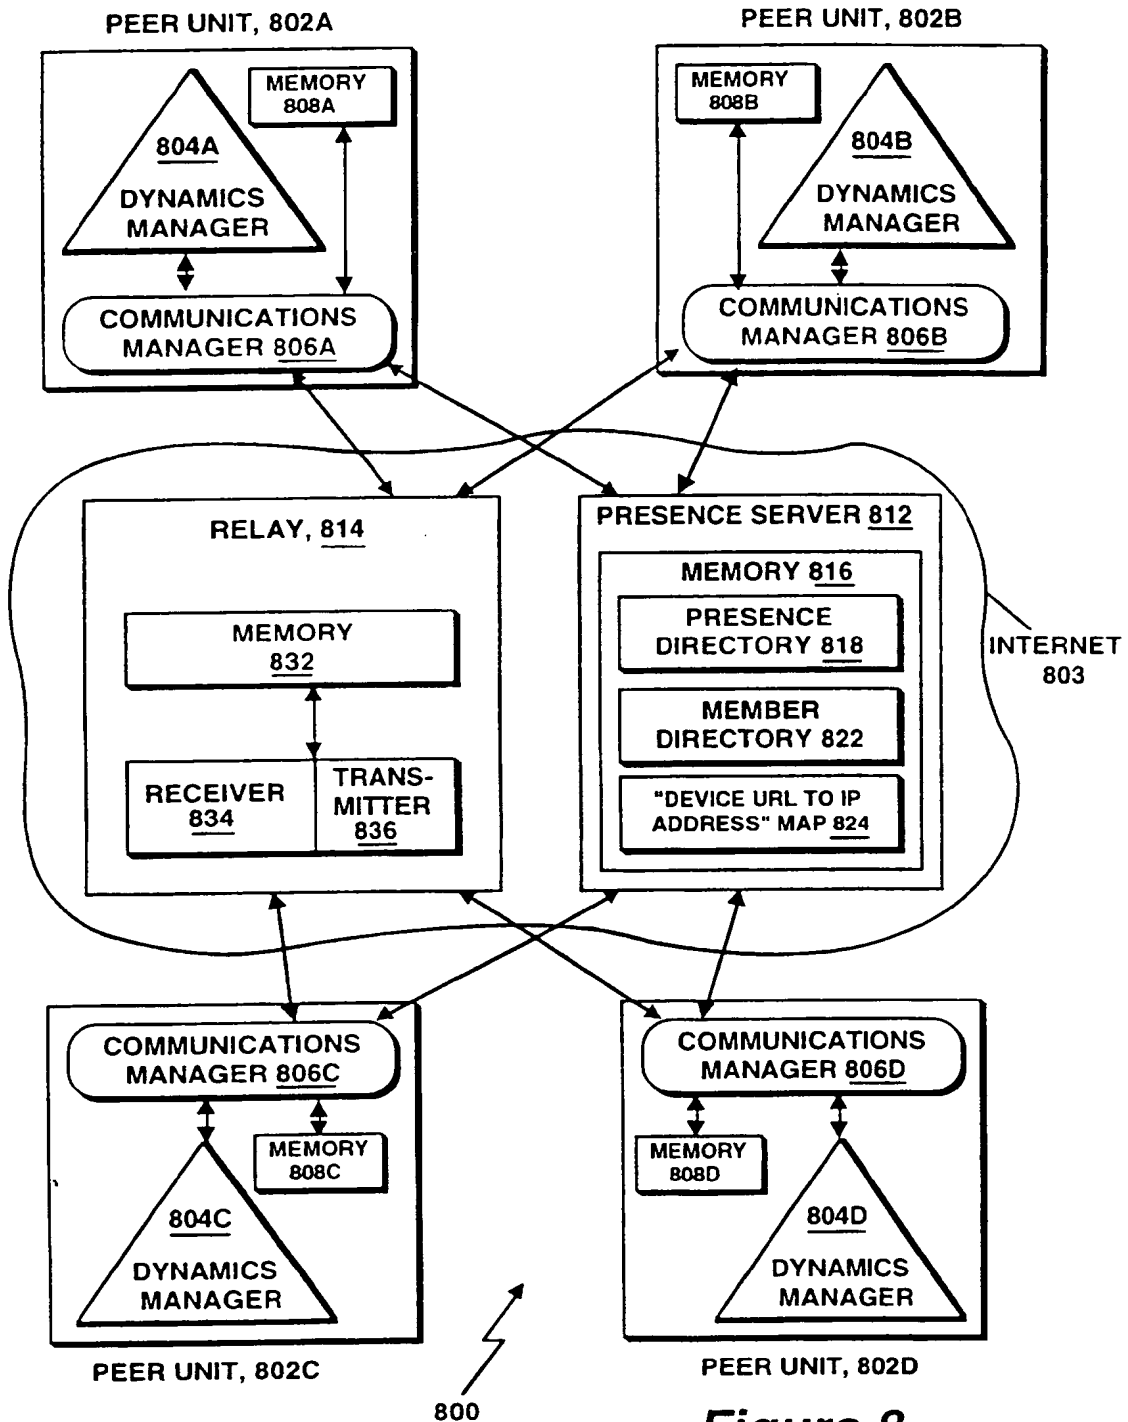 PEER UNIT, 802A
MEMORY
808A
804A
DYNAMICS
MANAGER
COMMUNICATIONS
MANAGER 806A
PEER UNIT, 802B
MEMORY
808B
804B
DYNAMICS
MANAGER
COMMUNICATIONS
MANAGER 806B
RELAY, 814
MEMORY
832
RECEIVER
834
TRANS-
MITTER
836
PRESENCE SERVER 812
MEMORY 816
PRESENCE
DIRECTORY 818
MEMBER
DIRECTORY 822
"DEVICE URL TO IP
ADDRESS" MAP 824
INTERNET
803
COMMUNICATIONS
MANAGER 806C
MEMORY
808C
804C
DYNAMICS
MANAGER
PEER UNIT, 802C
COMMUNICATIONS
MANAGER 806D
MEMORY
808D
804D
DYNAMICS
MANAGER
PEER UNIT, 802D
800
Figure 8